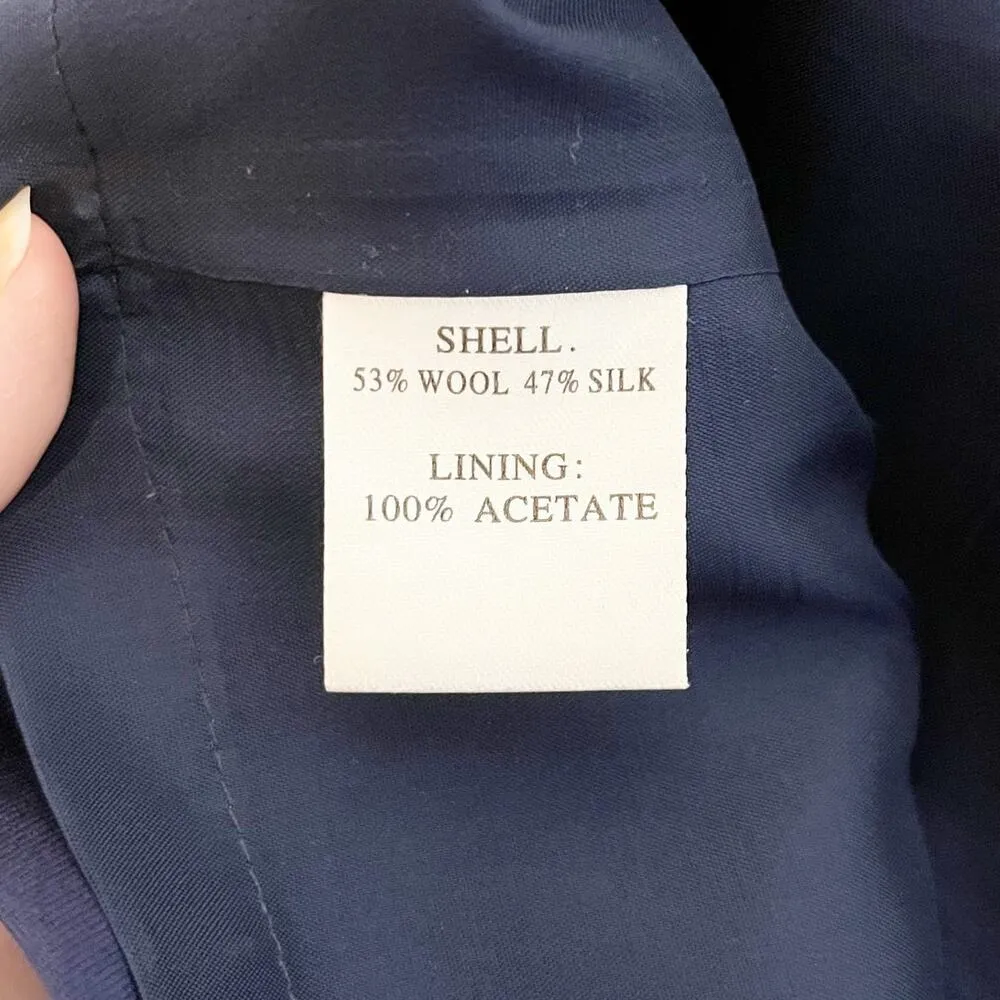 SHELL.
53% WOOL 47% SILK
LINING:
100% ACETATE